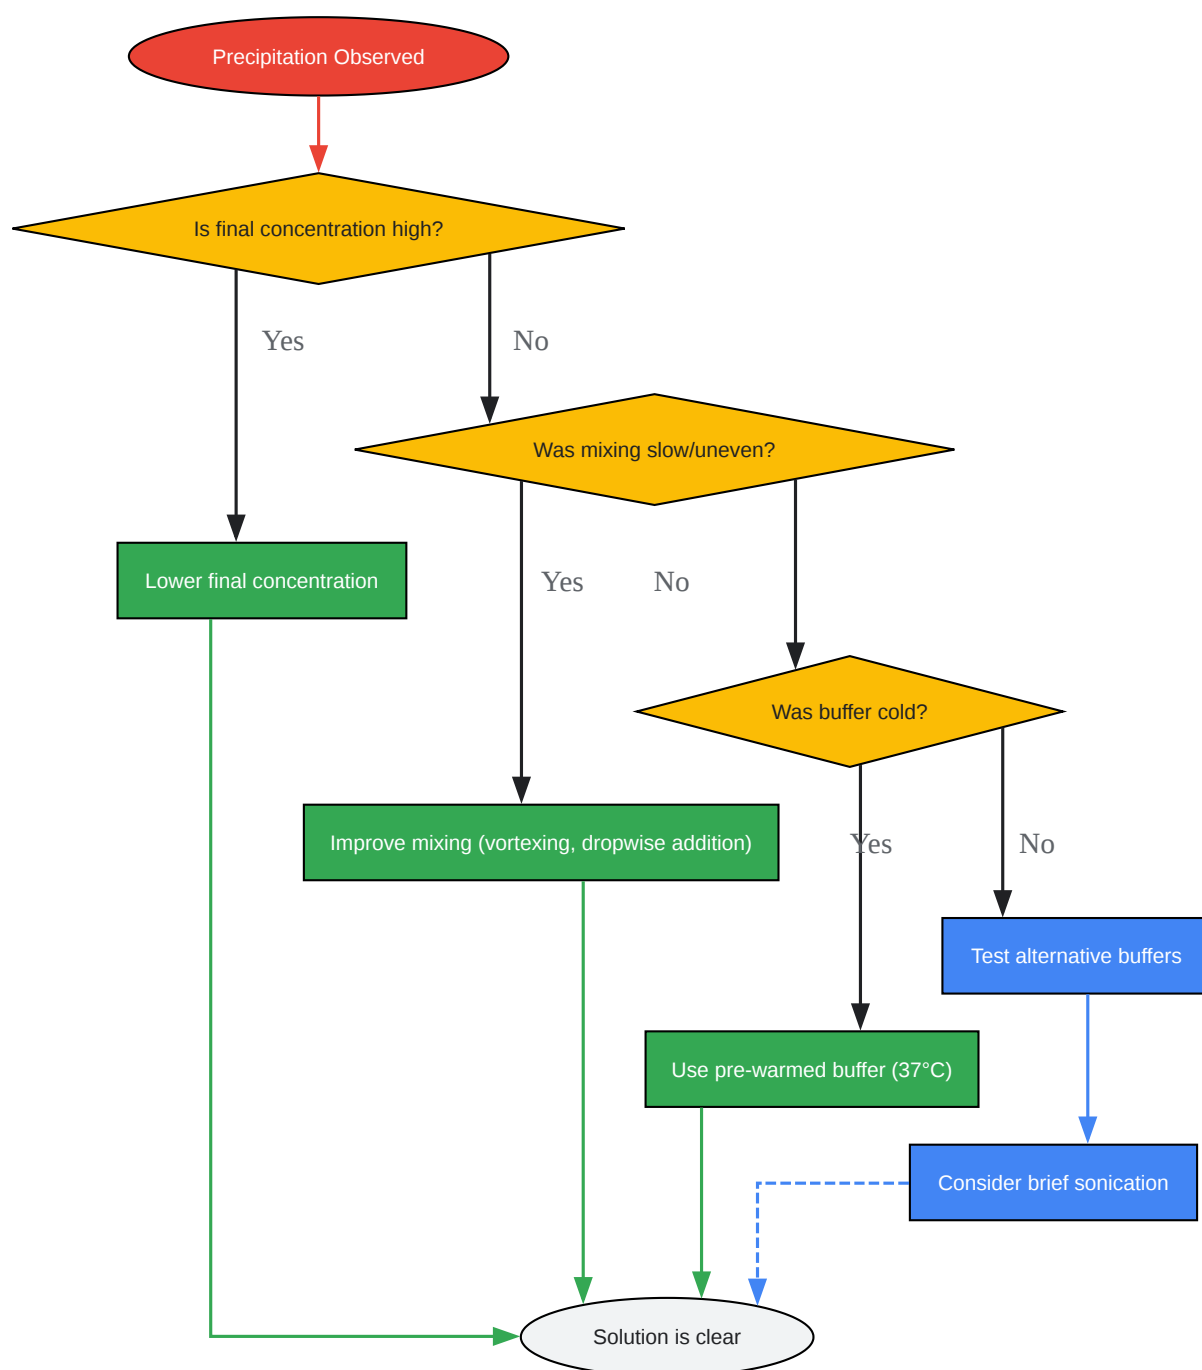 Precipitation Observed
Is final concentration high?
Yes
No
Was mixing slow/uneven?
Lower final concentration
Yes
No
Was buffer cold?
Improve mixing (vortexing, dropwise addition)
Yes
No
Test alternative buffers
Use pre-warmed buffer (37°C)
Consider brief sonication
Solution is clear